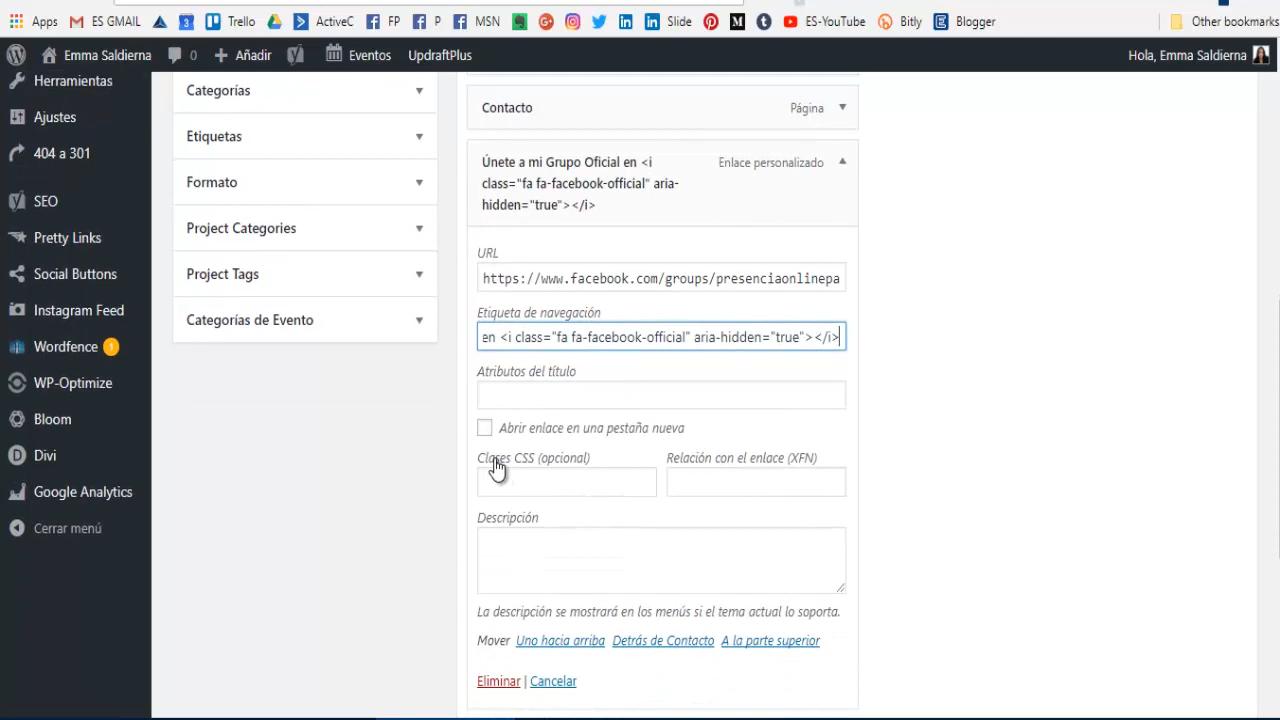 Apps ES GMAIL Trello ActiveC FP P MSN Slide ES-YouTube Bitly Blogger Other bookmarks
Emma Saldierna 0 Añadir Eventos UpdraftPlus Hola, Emma Saldierna
Herramientas
Ajustes
404 a 301
SEO
Pretty Links
Social Buttons
Instagram Feed
Wordfence 1
WP-Optimize
Bloom
Divi
Google Analytics
Cerrar menú
Categorías
Etiquetas
Formato
Project Categories
Project Tags
Categorías de Evento
Contacto Página
Únete a mi Grupo Oficial en <i Enlace personalizado
class="fa fa-facebook-official" aria-
hidden="true"></i>
URL
https://www.facebook.com/groups/presenciaonlinepa
Etiqueta de navegación
en <i class="fa fa-facebook-official" aria-hidden="true"></i>
Atributos del título
Abrir enlace en una pestaña nueva
Clases CSS (opcional) Relación con el enlace (XFN)
Descripción
La descripción se mostrará en los menús si el tema actual lo soporta.
Mover Uno hacia arriba Detrás de Contacto A la parte superior
Eliminar | Cancelar